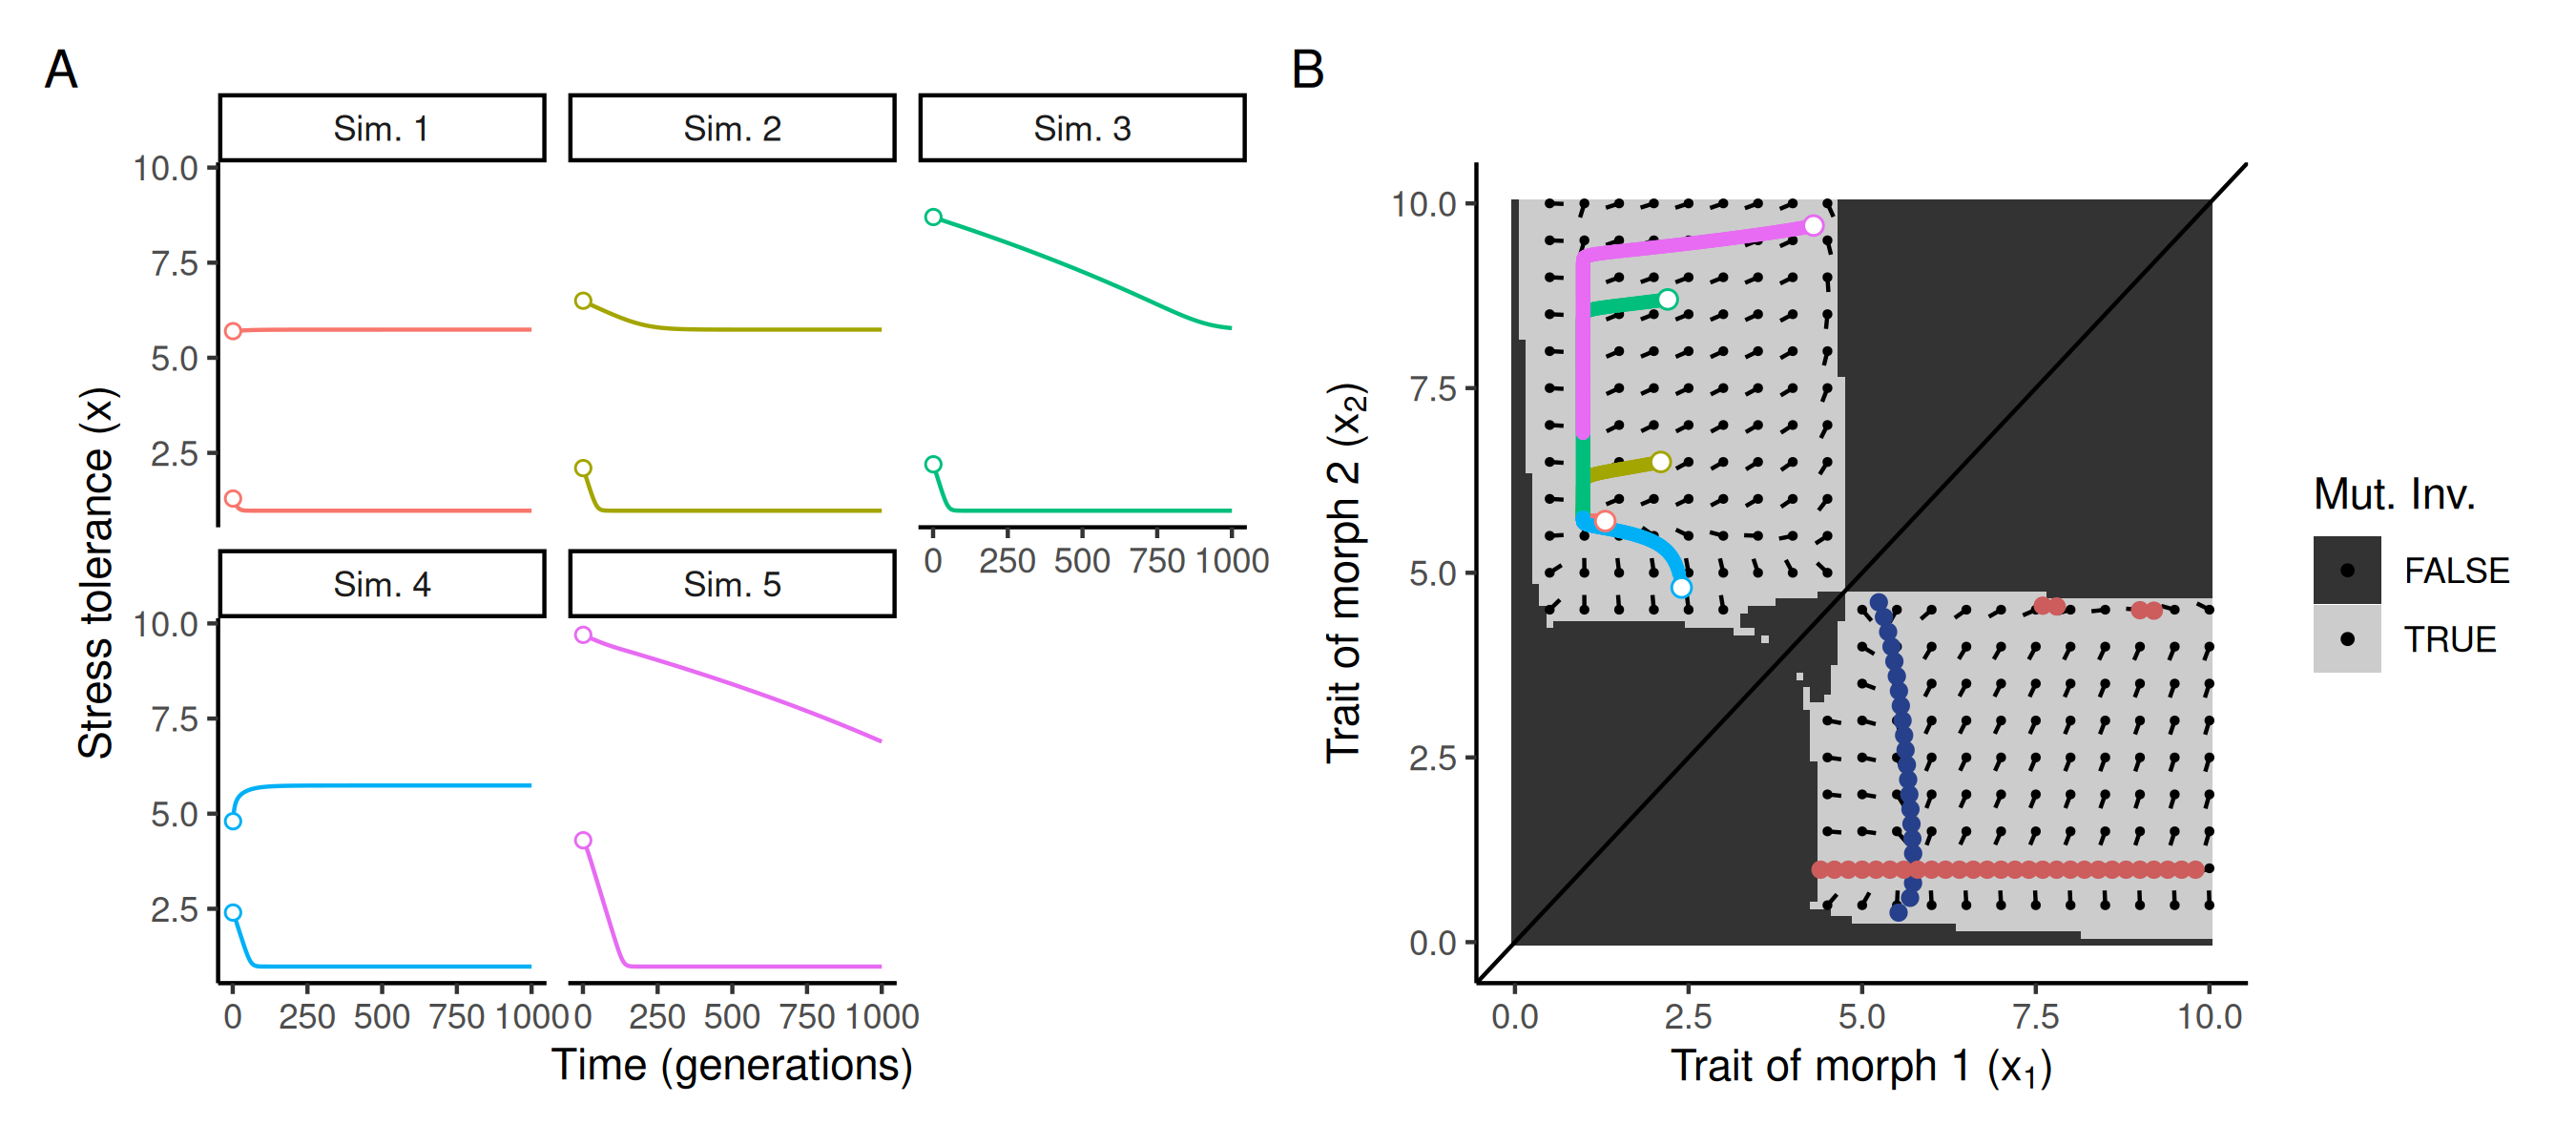 A
Sim. 1
Sim. 2
Sim. 3
10.0
7.5
5.0
2.5
0 250 500 750 1000
Sim. 4
Sim. 5
10.0
7.5
5.0
2.5
0 250 500 750 1000
0 250 500 750 1000
Time (generations)
Stress tolerance (x)
B
10.0
7.5
5.0
2.5
0.0
0.0 2.5 5.0 7.5 10.0
Trait of morph 1 (x₁)
Trait of morph 2 (x₂)
Mut. Inv.
FALSE
TRUE